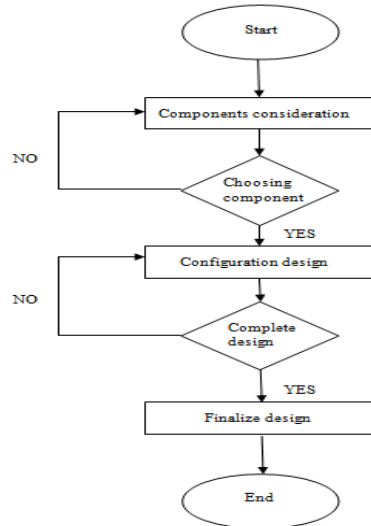 Start
Components consideration
NO
Choosing
component
YES
Configuration design
NO
Complete
design
YES
Finalize design
End